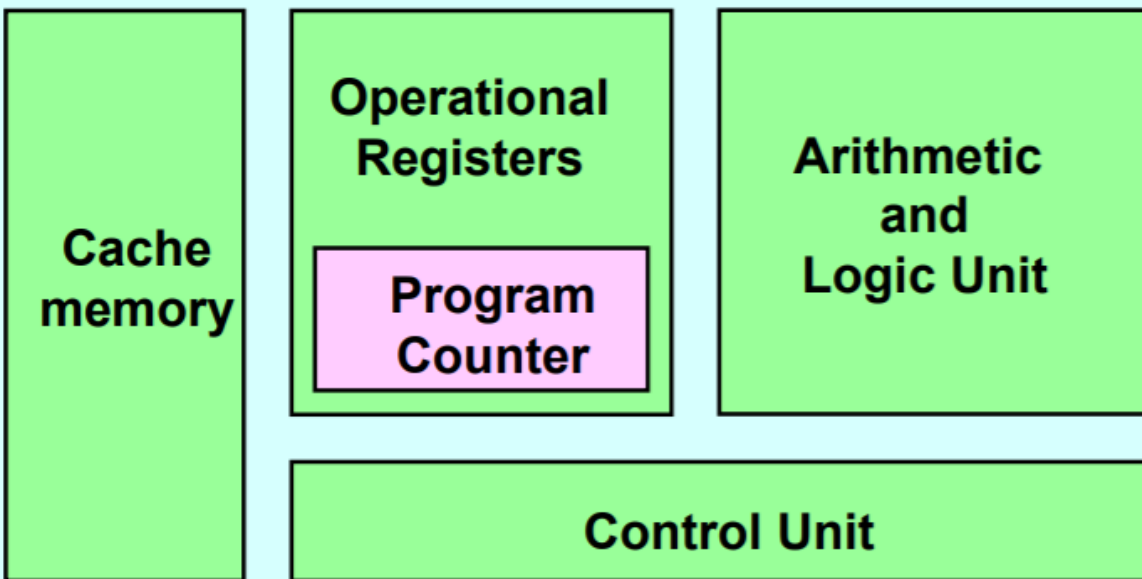 Cache
memory
Operational
Registers
Program
Counter
Arithmetic
and
Logic Unit
Control Unit